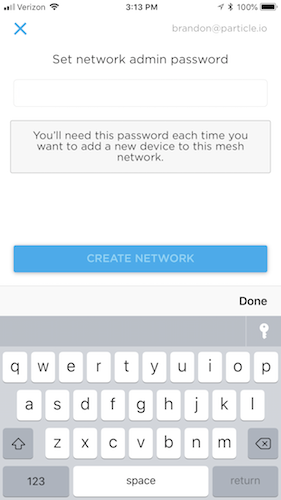 Verizon 3:13 PM 100%
brandon@particle.io
Set network admin password
You'll need this password each time you
want to add a new device to this mesh
network.
CREATE NETWORK
Done
q w e r t y u i o p
a s d f g h j k l
z x c v b n m
123 space return